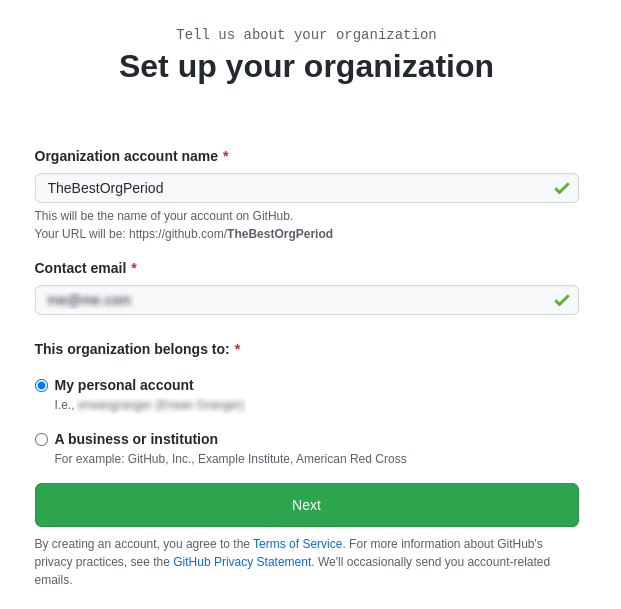 Tell us about your organization
Set up your organization
Organization account name *
TheBestOrgPeriod
This will be the name of your account on GitHub.
Your URL will be: https://github.com/TheBestOrgPeriod
Contact email *
This organization belongs to: *
My personal account
I.e.,
A business or institution
For example: GitHub, Inc., Example Institute, American Red Cross
Next
By creating an account, you agree to the Terms of Service. For more information about GitHub's
privacy practices, see the GitHub Privacy Statement. We'll occasionally send you account-related
emails.